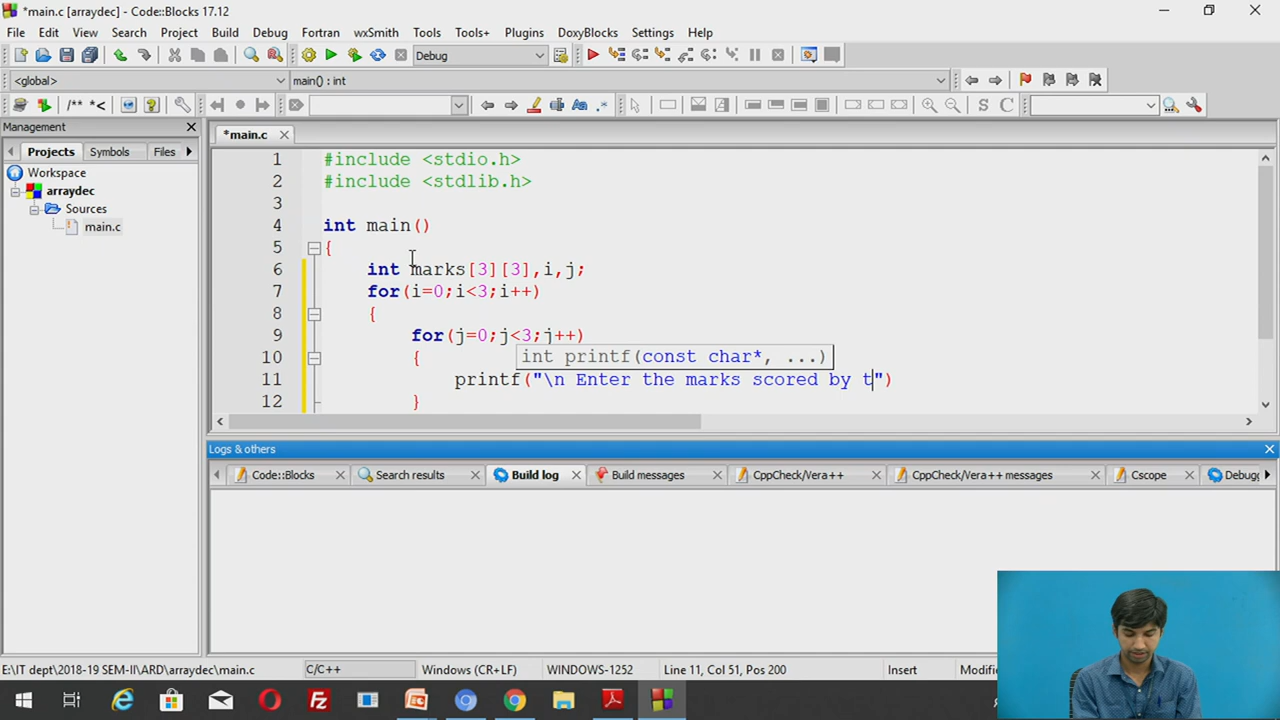 *main.c [arraydec] - Code::Blocks 17.12
File Edit View Search Project Build Debug Fortran wxSmith Tools Tools+ Plugins DoxyBlocks Settings Help
Debug
<global> main() : int
/** *<
Management
*main.c
Projects Symbols Files
Workspace
arraydec
Sources
main.c
1 #include <stdio.h>
2 #include <stdlib.h>
3
4 int main()
5 {
6 int marks[3][3],i,j;
7 for(i=0;i<3;i++)
8 {
9 for(j=0;j<3;j++)
int printf(const char*, ...)
10 {
11 printf("\n Enter the marks scored by t")
12 }
Logs & others
Code::Blocks Search results Build log Build messages CppCheck/Vera++ CppCheck/Vera++ messages Cscope
E:\IT dept\2018-19 SEM-II\ARD\arraydec\main.c C/C++ Windows (CR+LF) WINDOWS-1252 Line 11, Col 51, Pos 200 Insert